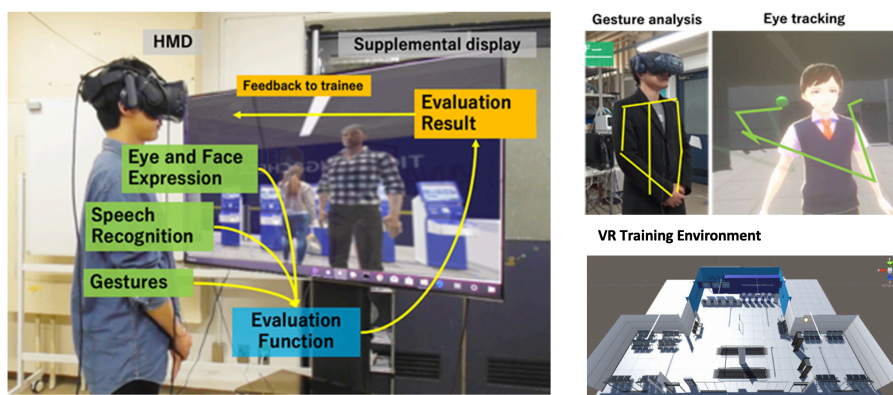 HMD
Supplemental display
Feedback to trainee
Evaluation
Result
Eye and Face
Expression
Speech
Recognition
Gestures
Evaluation
Function
Gesture analysis
Eye tracking
VR Training Environment